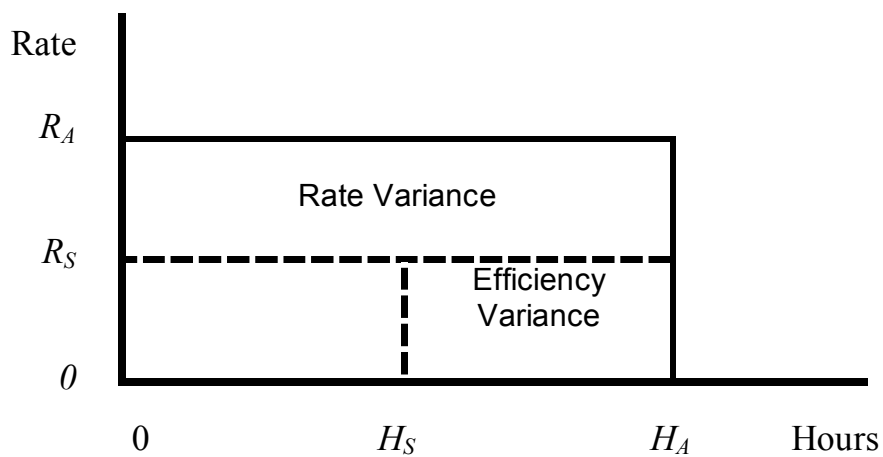 Rate
R_A
Rate Variance
R_S
Efficiency
Variance
0
0 H_S H_A Hours